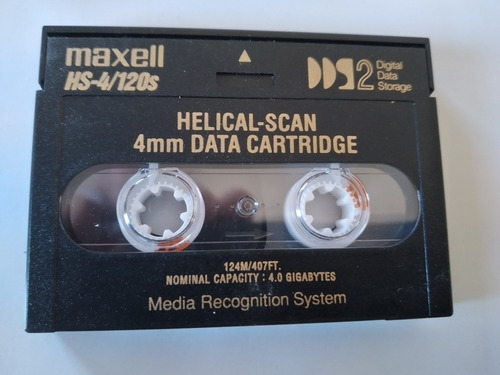 maxell
HS-4/120s
DDS2
Digital
Data
Storage
HELICAL-SCAN
4mm DATA CARTRIDGE
124M/407FT.
NOMINAL CAPACITY : 4.0 GIGABYTES
Media Recognition System